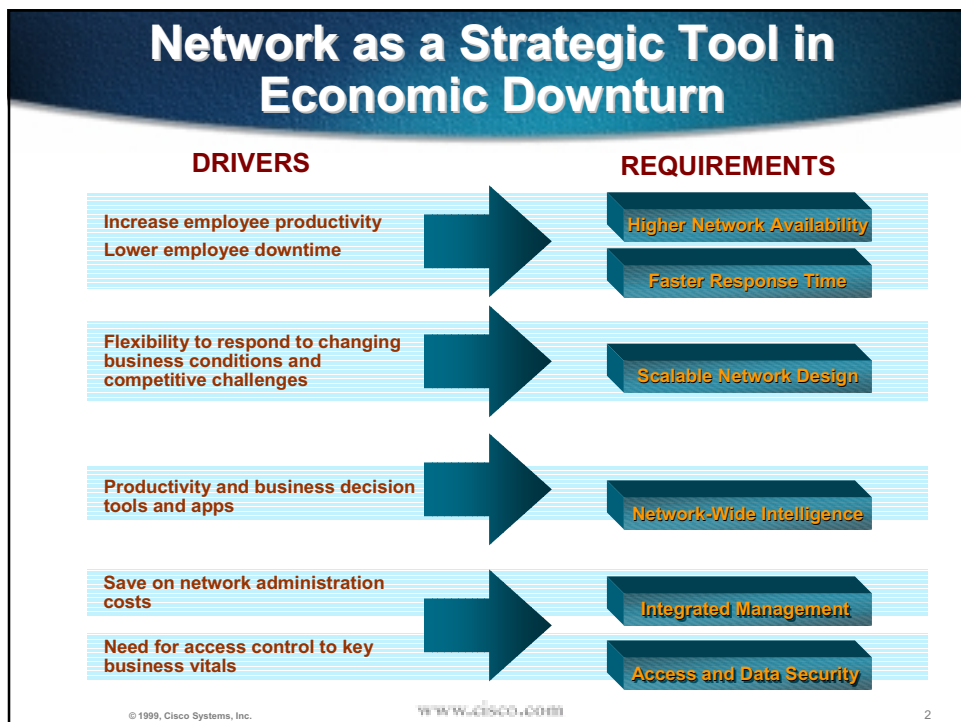 Network as a Strategic Tool in
Economic Downturn
DRIVERS
REQUIREMENTS
Increase employee productivity
Lower employee downtime
Higher Network Availability
Faster Response Time
Flexibility to respond to changing
business conditions and
competitive challenges
Scalable Network Design
Productivity and business decision
tools and apps
Network-Wide Intelligence
Save on network administration
costs
Integrated Management
Need for access control to key
business vitals
Access and Data Security
© 1999, Cisco Systems, Inc.
www.cisco.com
2